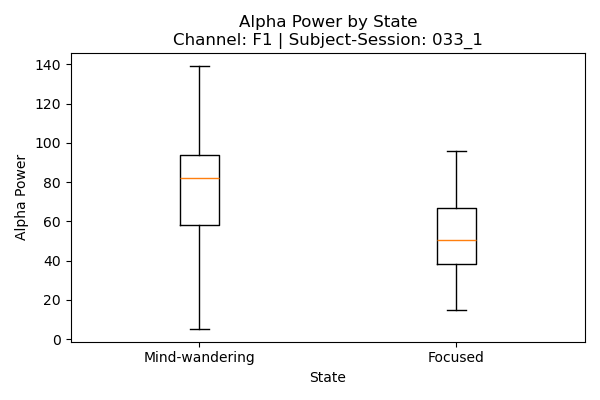 Alpha Power by State
Channel: F1 | Subject-Session: 033_1
Alpha Power
140
120
100
80
60
40
20
0
Mind-wandering
Focused
State